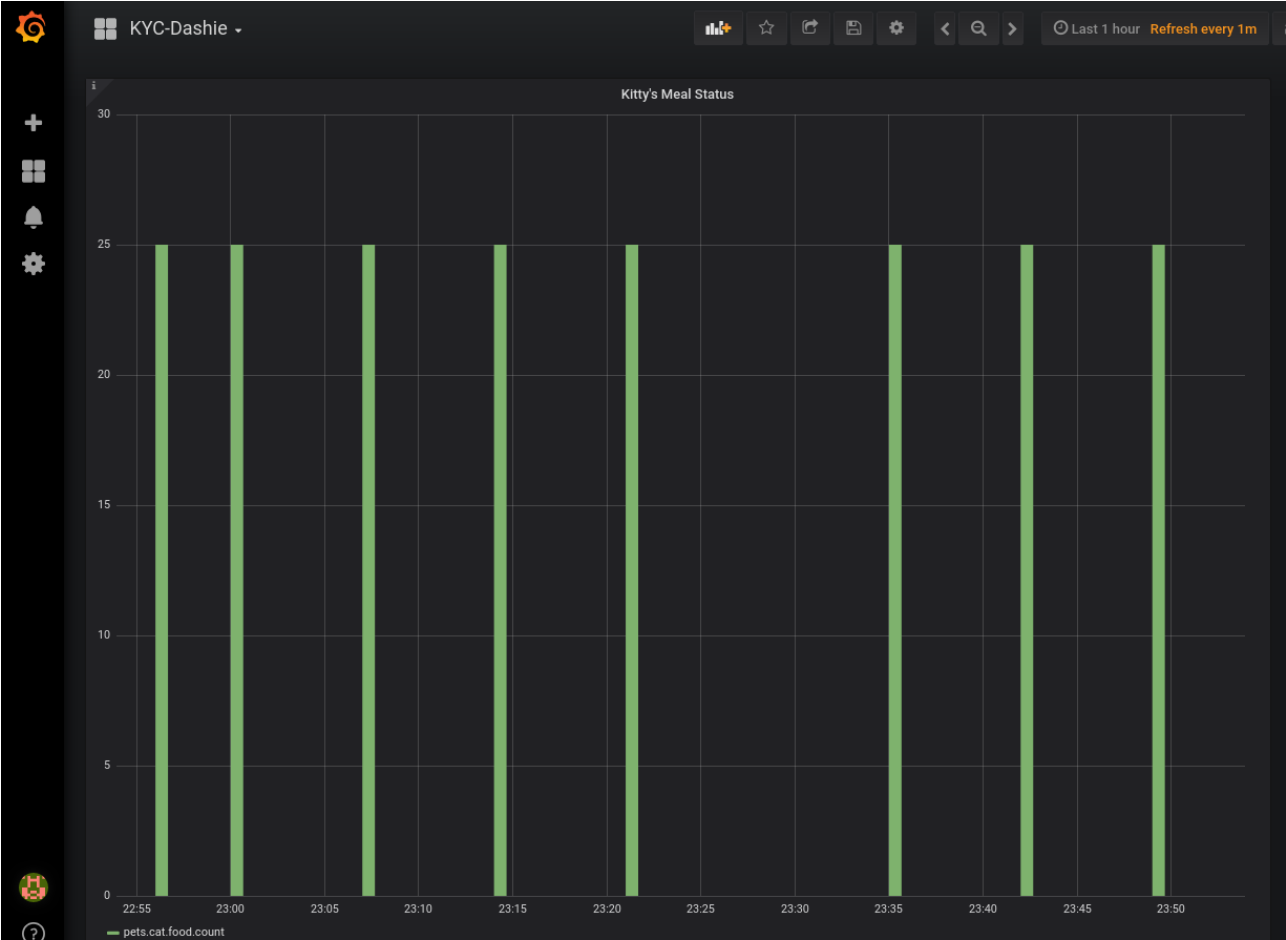 KYC-Dashie
Last 1 hour Refresh every 1m
i
Kitty's Meal Status
30
25
20
15
10
5
0
22:55 23:00 23:05 23:10 23:15 23:20 23:25 23:30 23:35 23:40 23:45 23:50
pets.cat.food.count
?